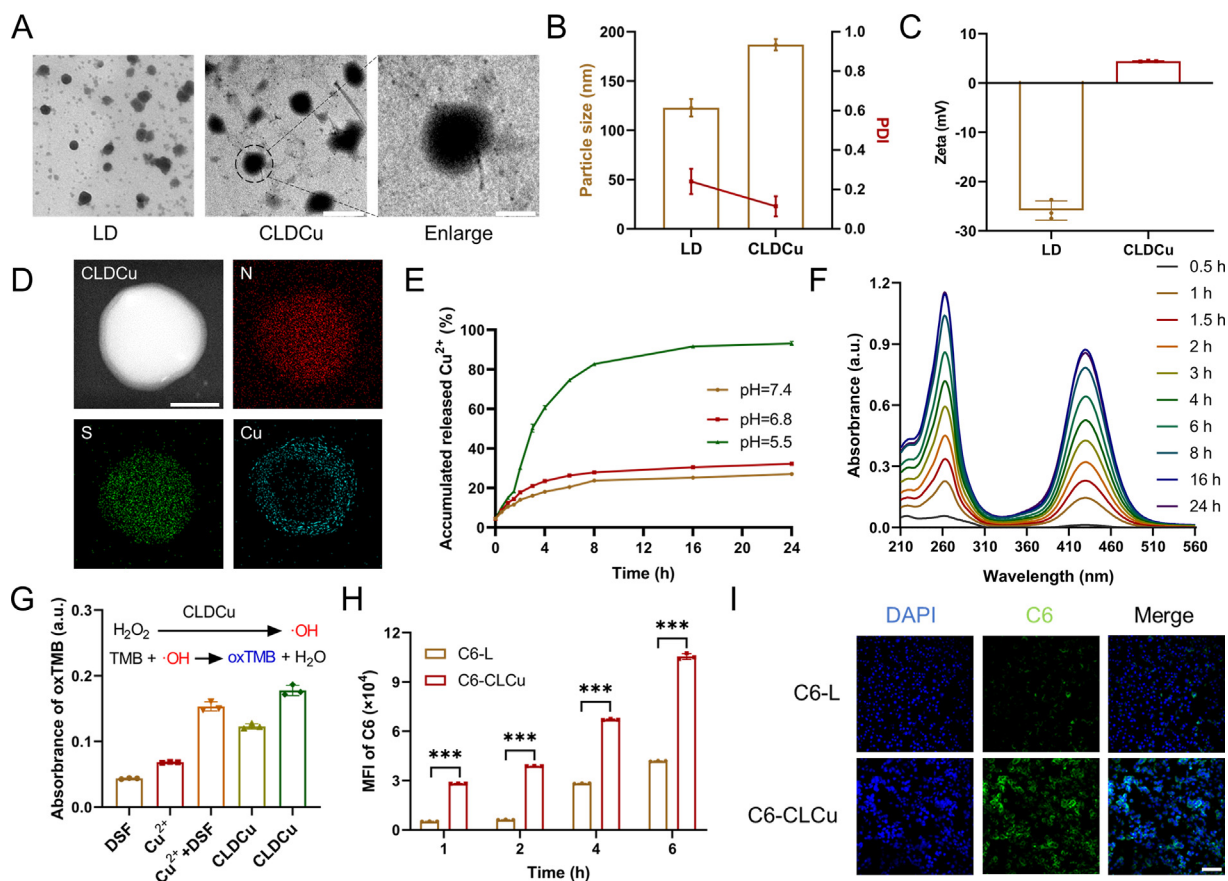 A
LD
CLDCu
Enlarge
B
Particle size (nm)
200
150
100
50
0
1.0
0.8
0.6
0.4
0.2
0.0
PDI
LD
CLDCu
C
Zeta (mV)
10
0
-10
-20
-30
LD
CLDCu
D
CLDCu
N
S
Cu
E
Accumulated released Cu²⁺ (%)
100
80
60
40
20
0
pH=7.4
pH=6.8
pH=5.5
0
4
8
12
16
20
24
Time (h)
F
Absorbrance (a.u.)
1.2
0.9
0.6
0.3
0.0
210
260
310
360
410
460
510
560
Wavelength (nm)
0.5 h
1 h
1.5 h
2 h
3 h
4 h
6 h
8 h
16 h
24 h
G
Absorbrance of oxTMB (a.u.)
0.3
0.2
0.1
0.0
CLDCu
H₂O₂ ·OH
TMB + ·OH oxTMB + H₂O
DSF
Cu²⁺
Cu²⁺+DSF
CLDCu
CLDCu
H
MFI of C6 (×10⁴)
12
9
6
3
0
C6-L
C6-CLCu
***
***
***
***
1
2
4
6
Time (h)
I
DAPI
C6
Merge
C6-L
C6-CLCu